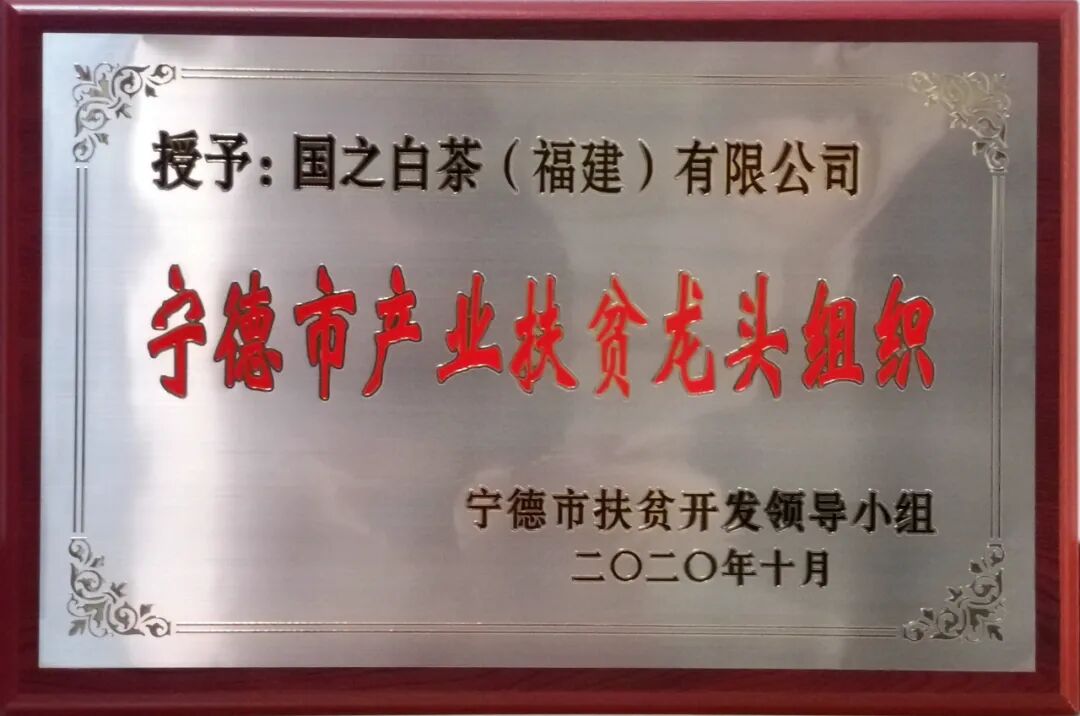 授予：国之白茶（福建）有限公司
宁德市产业扶贫龙头组织
宁德市扶贫开发领导小组
二〇二〇年十月